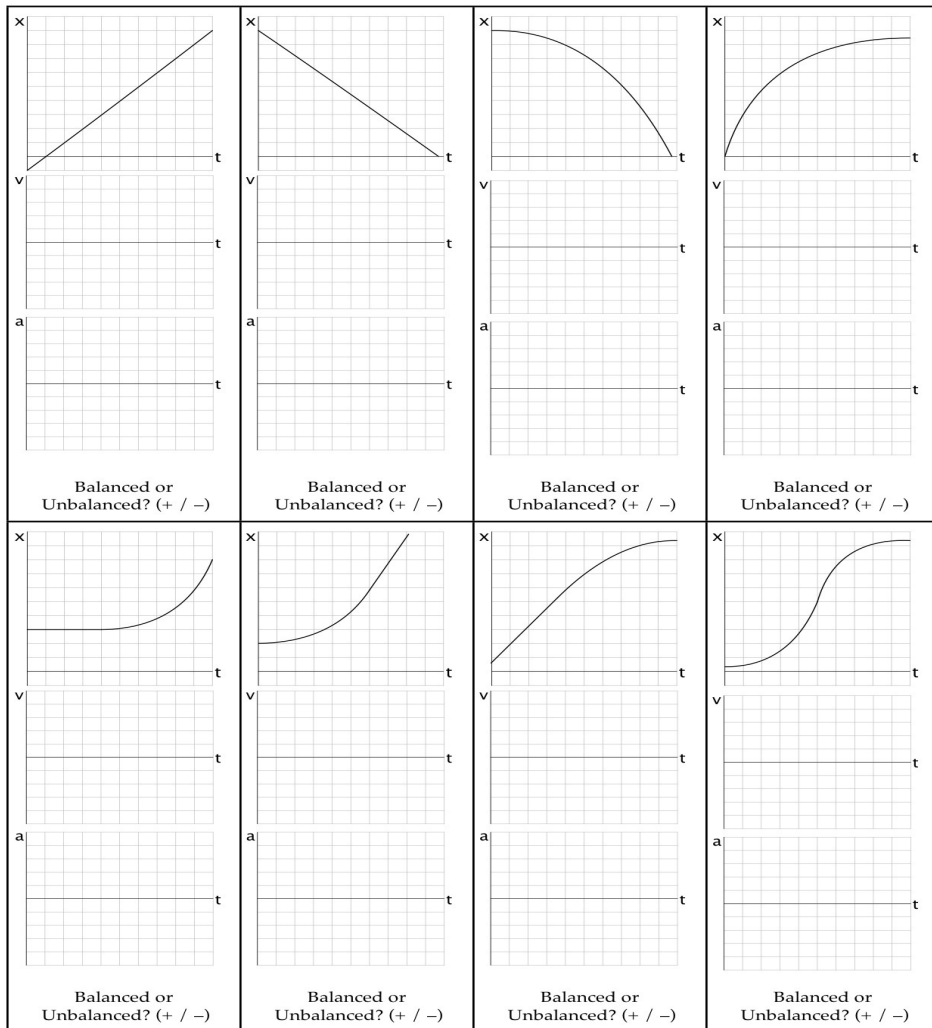 x
t
v
t
a
t
Balanced or
Unbalanced? (+ / –)
x
t
v
t
a
t
Balanced or
Unbalanced? (+ / –)
x
t
v
t
a
t
Balanced or
Unbalanced? (+ / –)
x
t
v
t
a
t
Balanced or
Unbalanced? (+ / –)
x
t
v
t
a
t
Balanced or
Unbalanced? (+ / –)
x
t
v
t
a
t
Balanced or
Unbalanced? (+ / –)
x
t
v
t
a
t
Balanced or
Unbalanced? (+ / –)
x
t
v
t
a
t
Balanced or
Unbalanced? (+ / –)